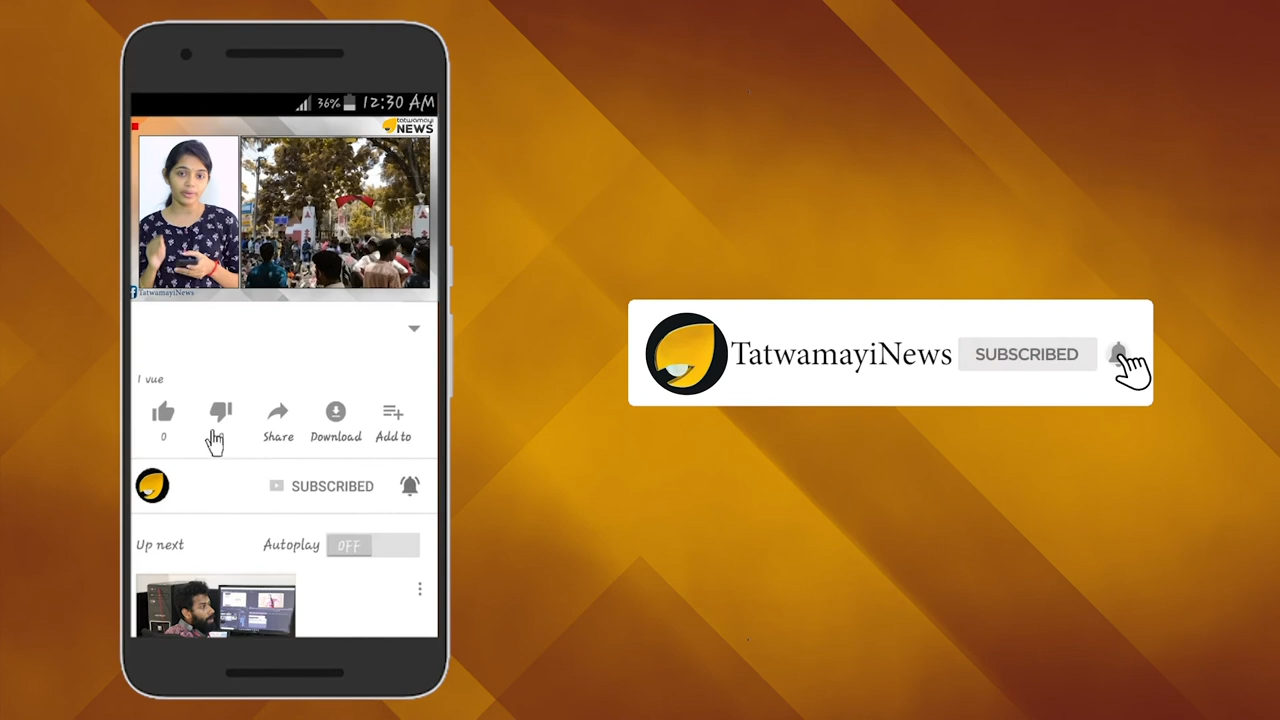 36% 12:30 AM
tatwamayi
NEWS
TatwamayiNews
1 vue
0 Share Download Add to
SUBSCRIBED
Up next Autoplay OFF
TatwamayiNews SUBSCRIBED